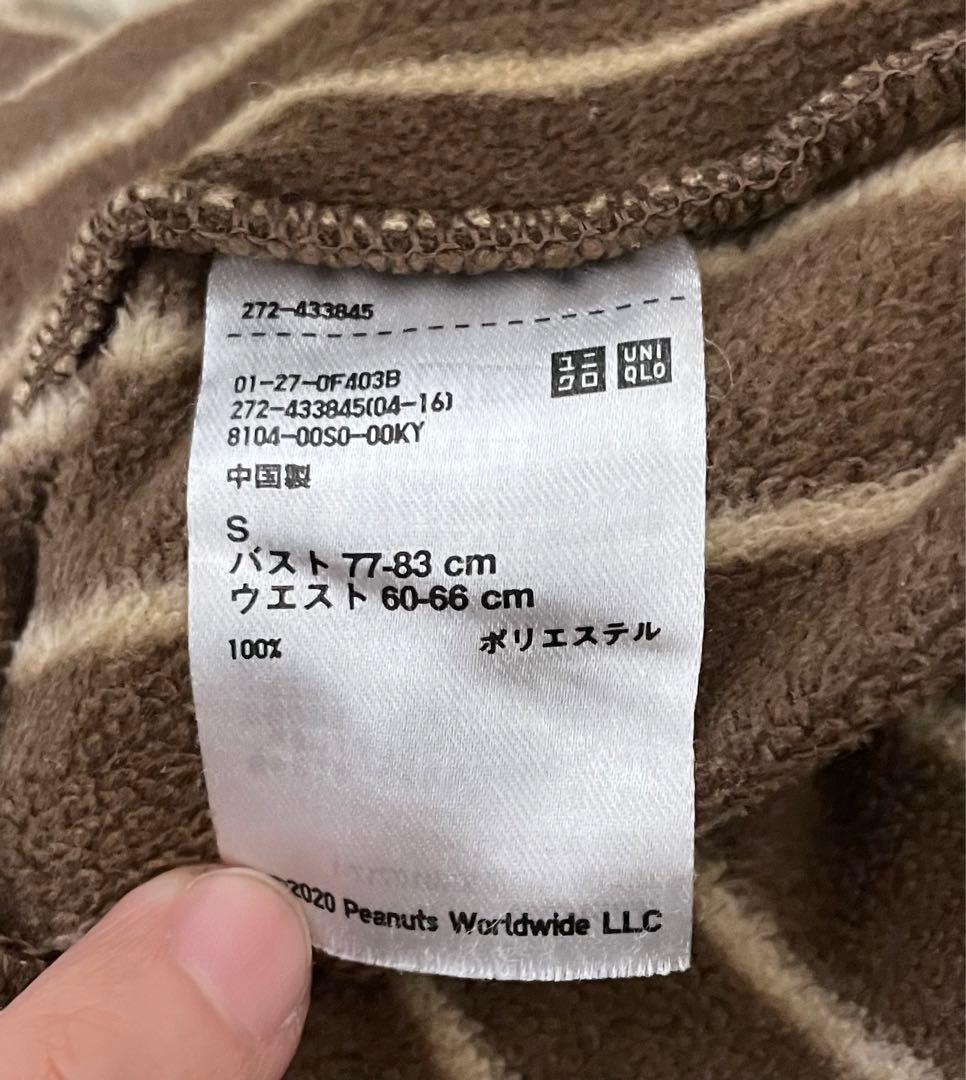 272-433845
ユニ
クロ
UNI
QLO
01-27-0F403B
272-433845(04-16)
8104-00S0-00KY
中国製
S
バスト 77-83 cm
ウエスト 60-66 cm
100% ポリエステル
©2020 Peanuts Worldwide LLC